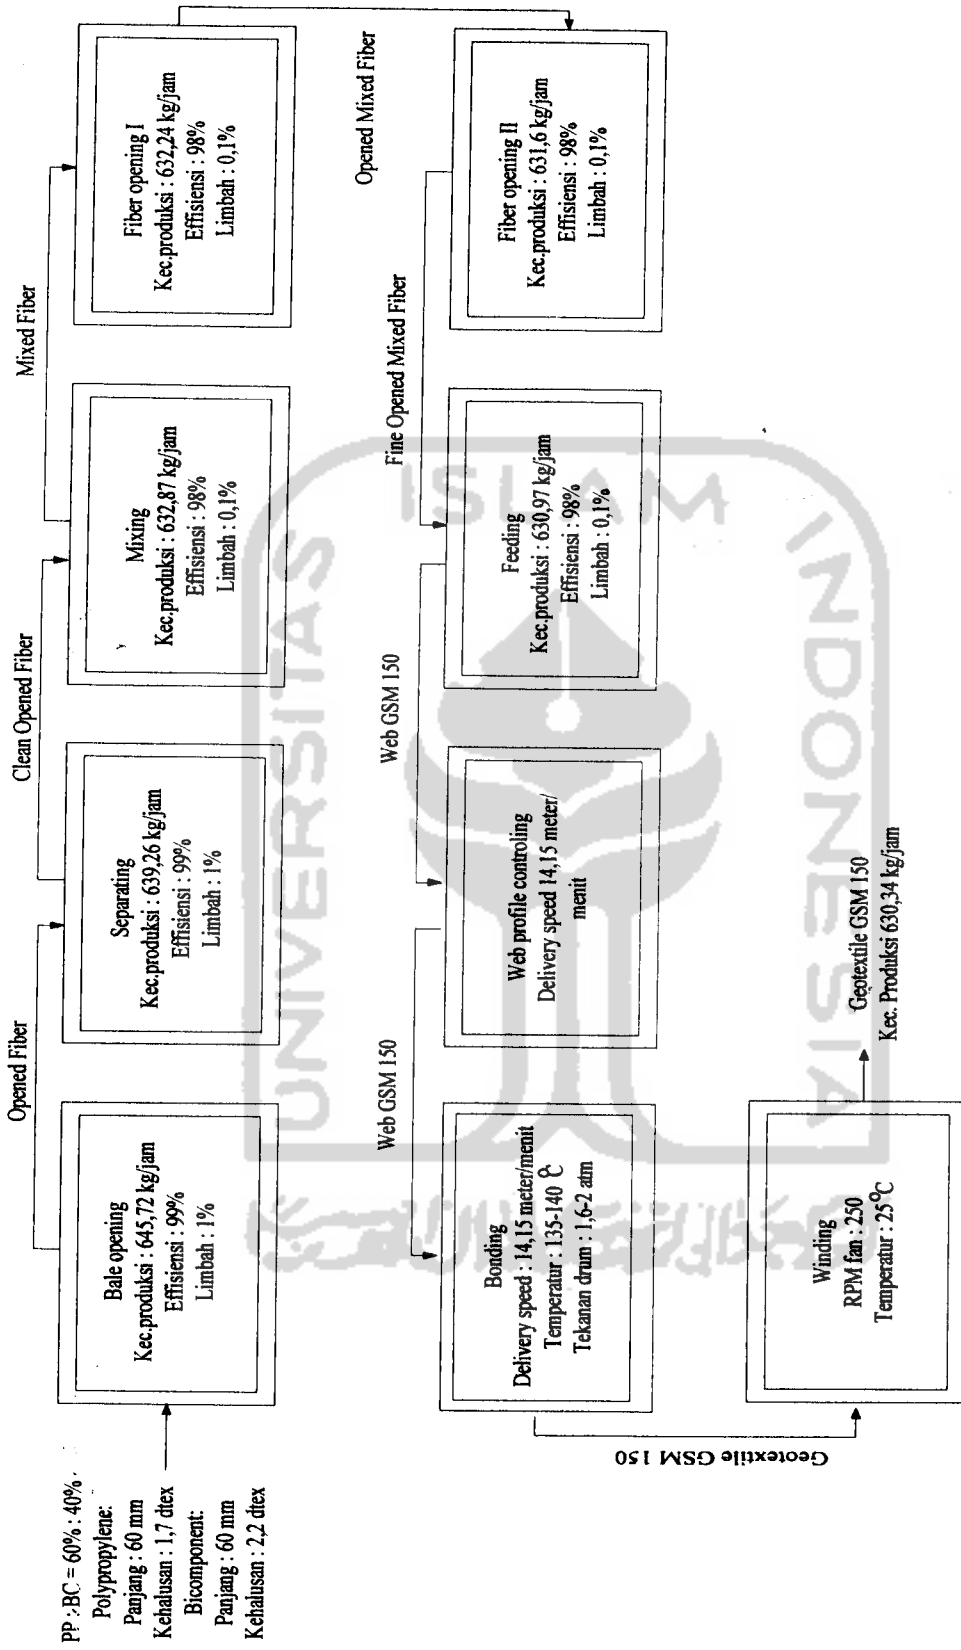 PP : BC = 60% : 40%
Polypropylene:
Panjang : 60 mm
Kehalusan : 1,7 dtex
Bicomponent:
Panjang : 60 mm
Kehalusan : 2,2 dtex
Bale opening
Kec.produksi : 645,72 kg/jam
Effisiensi : 99%
Limbah : 1%
Opened Fiber
Separating
Kec.produksi : 639,26 kg/jam
Effisiensi : 99%
Limbah : 1%
Clean Opened Fiber
Mixing
Kec.produksi : 632,87 kg/jam
Effisiensi : 98%
Limbah : 0,1%
Mixed Fiber
Fiber opening I
Kec.produksi : 632,24 kg/jam
Effisiensi : 98%
Limbah : 0,1%
Opened Mixed Fiber
Fiber opening II
Kec.produksi : 631,6 kg/jam
Effisiensi : 98%
Limbah : 0,1%
Fine Opened Mixed Fiber
Feeding
Kec.produksi : 630,97 kg/jam
Effisiensi : 98%
Limbah : 0,1%
Web GSM 150
Web profile controling
Delivery speed 14,15 meter/
menit
Web GSM 150
Bonding
Delivery speed : 14,15 meter/menit
Temperatur : 135-140 °C
Tekanan drum : 1,6-2 atm
Geotextile GSM 150
Winding
RPM fan : 250
Temperatur : 25°C
Geotextile GSM 150
Kec. Produksi 630,34 kg/jam
UNIVERSITAS
ISLAM
INDONESIA